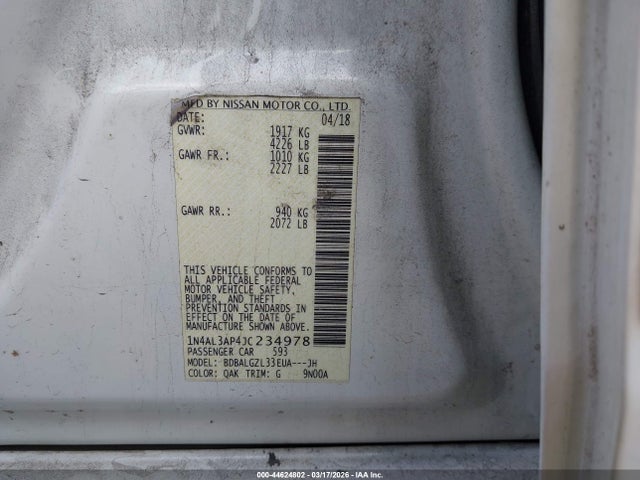 MFD BY NISSAN MOTOR CO., LTD.
DATE: 04/18
GVWR: 1917 KG
4226 LB
GAWR FR.: 1010 KG
2227 LB
GAWR RR.: 940 KG
2072 LB
THIS VEHICLE CONFORMS TO
ALL APPLICABLE FEDERAL
MOTOR VEHICLE SAFETY,
BUMPER, AND THEFT
PREVENTION STANDARDS IN
EFFECT ON THE DATE OF
MANUFACTURE SHOWN ABOVE.
1N4AL3AP4JC234978
PASSENGER CAR 593
MODEL: BDBALGZL33EUA---JH
COLOR: QAK TRIM: G 9N00A
000-44624802 - 03/17/2026 - IAA Inc.